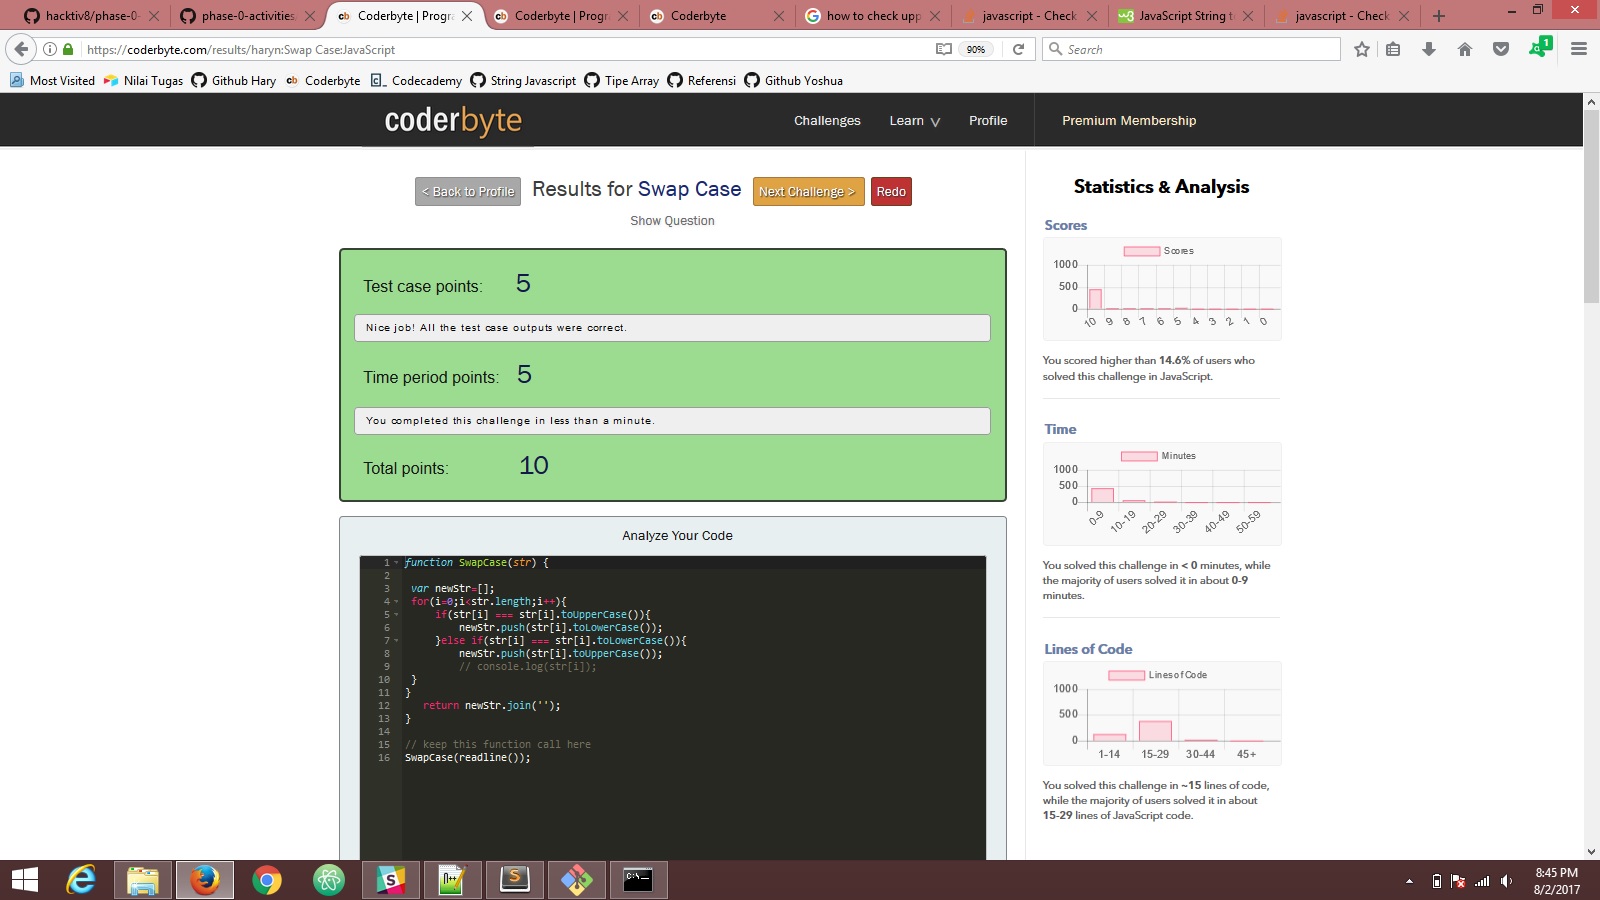 hacktiv8/phase-0-
phase-0-activities.
Coderbyte | Progra
Coderbyte | Progra
Coderbyte
how to check upp
javascript - Check
JavaScript String t
javascript - Check
https://coderbyte.com/results/haryn:Swap Case:JavaScript
90%
Search
1
Most Visited
Nilai Tugas
Github Hary
Coderbyte
Codecademy
String Javascript
Tipe Array
Referensi
Github Yoshua
coderbyte
Challenges
Learn
Profile
Premium Membership
< Back to Profile
Results for Swap Case
Next Challenge >
Redo
Show Question
Test case points: 5
Nice job! All the test case outputs were correct.
Time period points: 5
You completed this challenge in less than a minute.
Total points: 10
Analyze Your Code
1 function SwapCase(str) {
2
3 var newStr=[];
4 for(i=0;i<str.length;i++){
5 if(str[i] === str[i].toUpperCase()){
6 newStr.push(str[i].toLowerCase());
7 }else if(str[i] === str[i].toLowerCase()){
8 newStr.push(str[i].toUpperCase());
9 // console.log(str[i]);
10 }
11 }
12 return newStr.join('');
13 }
14
15 // keep this function call here
16 SwapCase(readline());
Statistics & Analysis
Scores
Scores
1000
500
0
10 9 8 7 6 5 4 3 2 1 0
You scored higher than 14.6% of users who
solved this challenge in JavaScript.
Time
Minutes
1000
500
0
0-9 10-19 20-29 30-39 40-49 50-59
You solved this challenge in < 0 minutes, while
the majority of users solved it in about 0-9
minutes.
Lines of Code
Lines of Code
1000
500
0
1-14 15-29 30-44 45+
You solved this challenge in ~15 lines of code,
while the majority of users solved it in about
15-29 lines of JavaScript code.
8:45 PM
8/2/2017